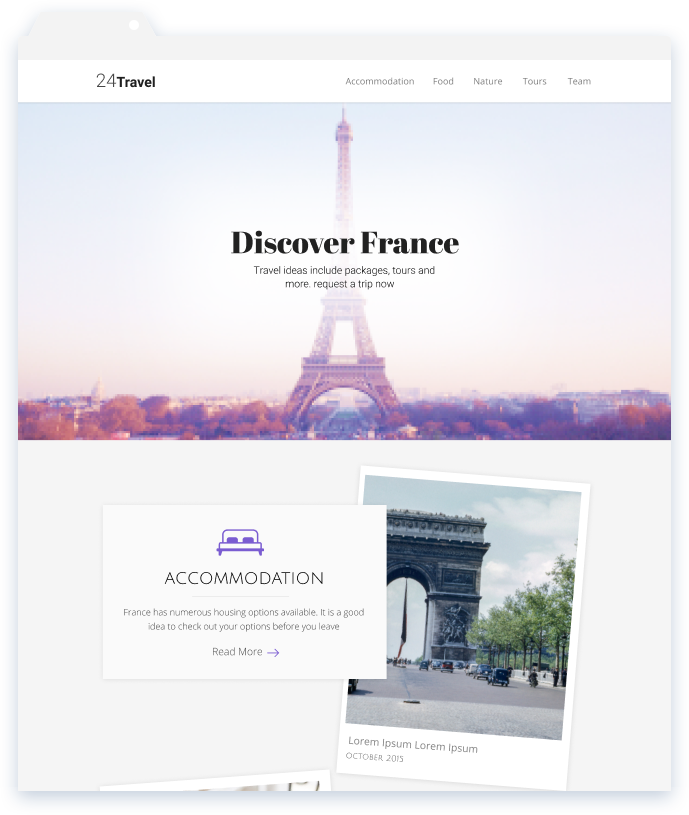 24Travel
Accommodation Food Nature Tours Team
Discover France
Travel ideas include packages, tours and
more. request a trip now
ACCOMMODATION
France has numerous housing options available. It is a good
idea to check out your options before you leave
Read More
Lorem Ipsum Lorem Ipsum
OCTOBER 2015